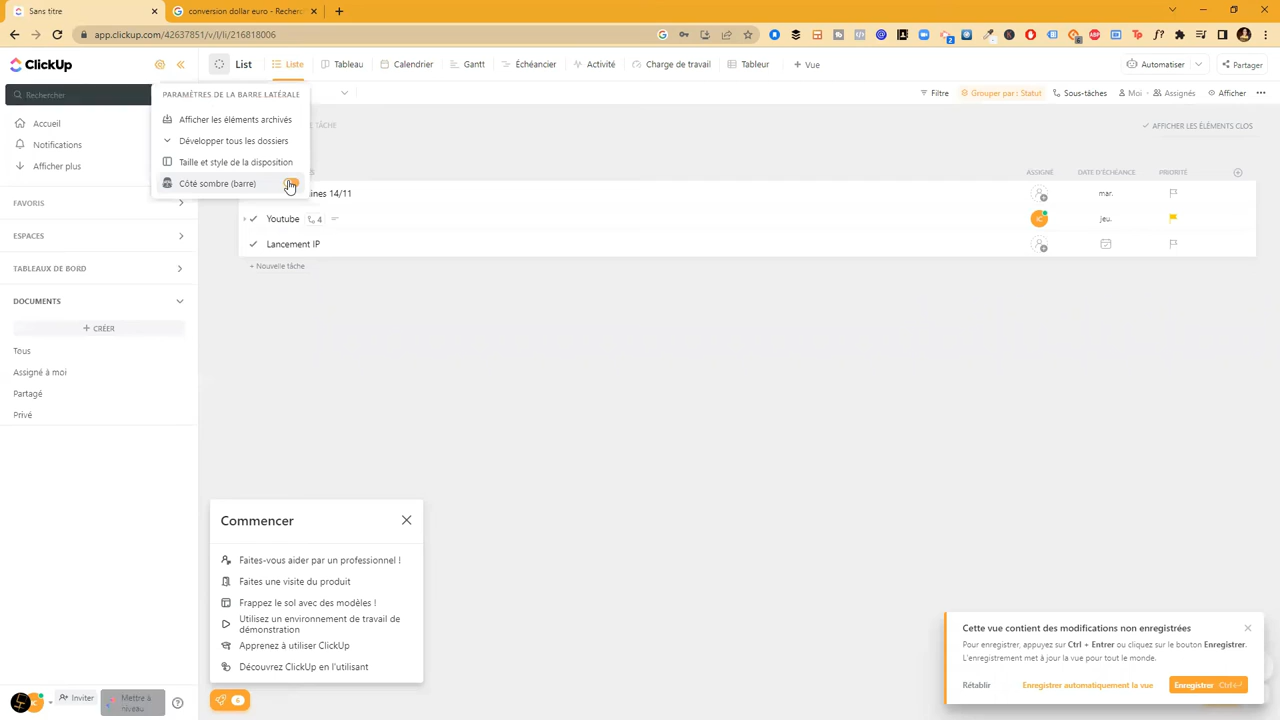 Sans titre
conversion dollar euro - Recherc
app.clickup.com/42637851/v/l/li/216818006
ClickUp
List
Liste
Tableau
Calendrier
Gantt
Échéancier
Activité
Charge de travail
Tableur
+ Vue
Automatiser
Partager
Rechercher
PARAMÈTRES DE LA BARRE LATÉRALE
Filtre
Grouper par : Statut
Sous-tâches
Moi
Assignés
Afficher
Accueil
Notifications
Afficher plus
Afficher les éléments archivés
Développer tous les dossiers
Taille et style de la disposition
Côté sombre (barre)
TÂCHE
AFFICHER LES ÉLÉMENTS CLOS
ASSIGNÉ
DATE D'ÉCHÉANCE
PRIORITÉ
ines 14/11
mar.
Youtube
4
jeu.
Lancement IP
+ Nouvelle tâche
FAVORIS
ESPACES
TABLEAUX DE BORD
DOCUMENTS
+ CRÉER
Tous
Assigné à moi
Partagé
Privé
Commencer
Faites-vous aider par un professionnel !
Faites une visite du produit
Frappez le sol avec des modèles !
Utilisez un environnement de travail de
démonstration
Apprenez à utiliser ClickUp
Découvrez ClickUp en l'utilisant
6
Cette vue contient des modifications non enregistrées
Pour enregistrer, appuyez sur Ctrl + Entrer ou cliquez sur le bouton Enregistrer.
L'enregistrement met à jour la vue pour tout le monde.
Rétablir
Enregistrer automatiquement la vue
Enregistrer Ctrl+⏎
Inviter
Mettre à
niveau